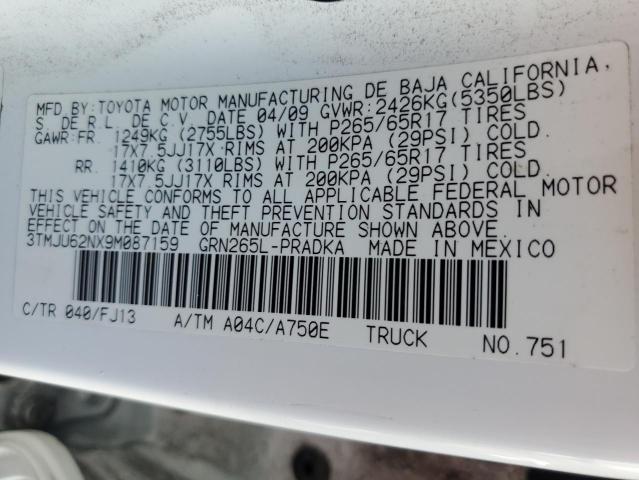 MFD.BY:TOYOTA MOTOR MANUFACTURING DE BAJA CALIFORNIA,
S. DE R.L. DE C.V. DATE 04/09 GVWR:2426KG(5350LBS)
GAWR:FR. 1249KG (2755LBS) WITH P265/65R17 TIRES
17X7.5JJ17X RIMS AT 200KPA (29PSI) COLD.
RR. 1410KG (3110LBS) WITH P265/65R17 TIRES
17X7.5JJ17X RIMS AT 200KPA (29PSI) COLD.
THIS VEHICLE CONFORMS TO ALL APPLICABLE FEDERAL MOTOR
VEHICLE SAFETY AND THEFT PREVENTION STANDARDS IN
EFFECT ON THE DATE OF MANUFACTURE SHOWN ABOVE.
3TMJU62NX9M087159 GRN265L-PRADKA MADE IN MEXICO
C/TR 040/FJ13 A/TM A04C/A750E TRUCK NO.751